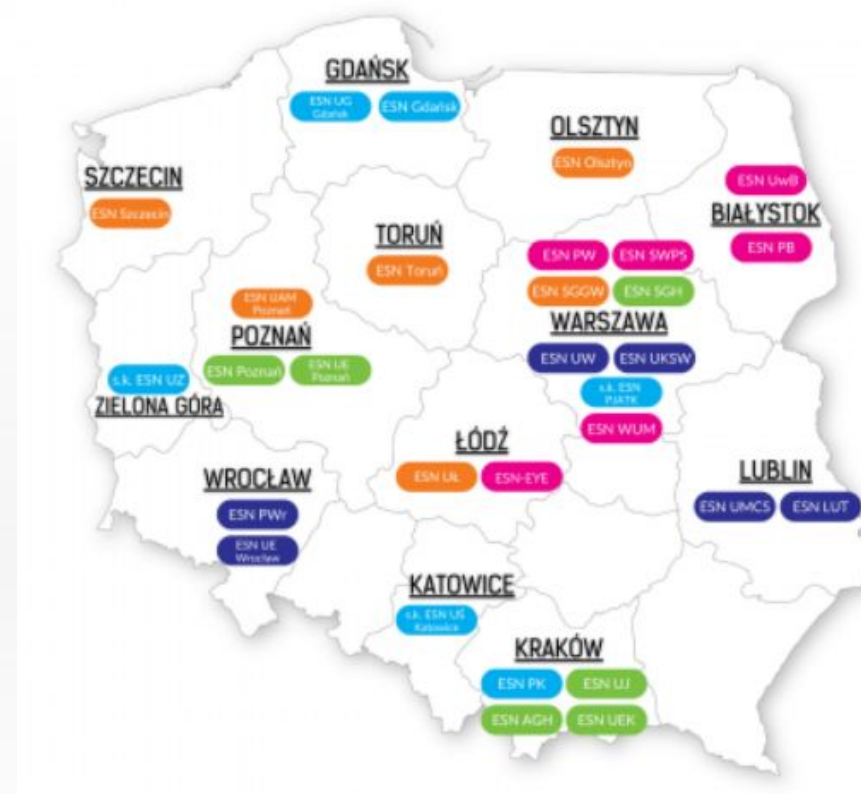 GDAŃSK
ESN UG
Gdańsk
ESN Gdańsk
OLSZTYN
ESN Olsztyn
SZCZECIN
ESN Szczecin
ESN UwB
BIAŁYSTOK
ESN PB
TORUŃ
ESN Toruń
ESN PW
ESN SWPS
ESN SGGW
ESN SGH
WARSZAWA
ESN UW
ESN UKSW
s.k. ESN
PJATK
ESN WUM
ESN UAM
Poznań
POZNAŃ
ESN Poznań
ESN UE
Poznań
s.k. ESN UZ
ZIELONA GÓRA
ŁÓDŹ
ESN UŁ
ESN-EYE
WROCŁAW
ESN PWr
ESN UE
Wrocław
LUBLIN
ESN UMCS
ESN LUT
KATOWICE
s.k. ESN UŚ
Katowice
KRAKÓW
ESN PK
ESN UJ
ESN AGH
ESN UEK